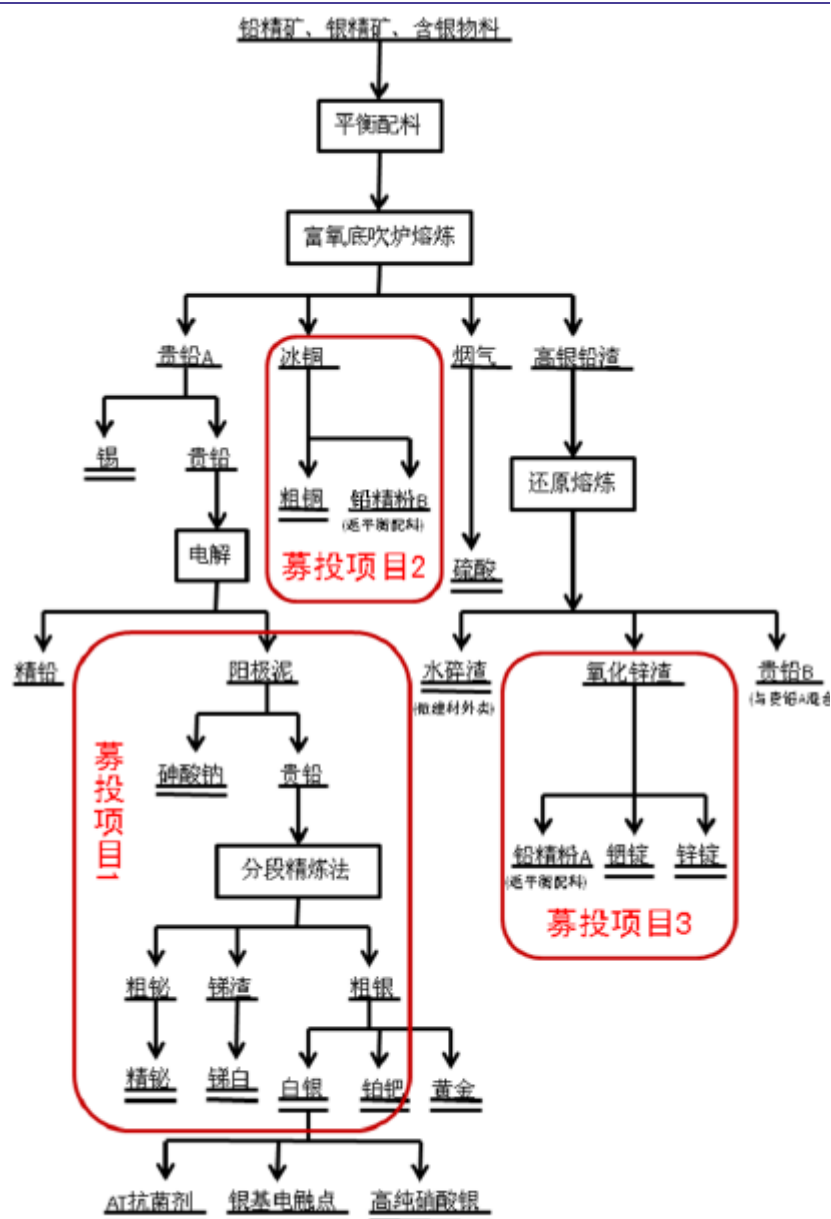 铅精矿、银精矿、含银物料
平衡配料
富氧底吹炉熔炼
贵铅A
冰铜
烟气
高银铅渣
锡
贵铅
粗铜
铅精粉B
(返平衡配料)
还原熔炼
电解
募投项目2
硫酸
精铅
阳极泥
水碎渣
(做建材外卖)
氧化锌渣
贵铅B
(与贵铅A混合
募投项目1
砷酸钠
贵铅
分段精炼法
铅精粉A
(返平衡配料)
铟锭
锌锭
募投项目3
粗铋
锑渣
粗银
精铋
锑白
白银
铂钯
黄金
AT抗菌剂
银基电触点
高纯硝酸银